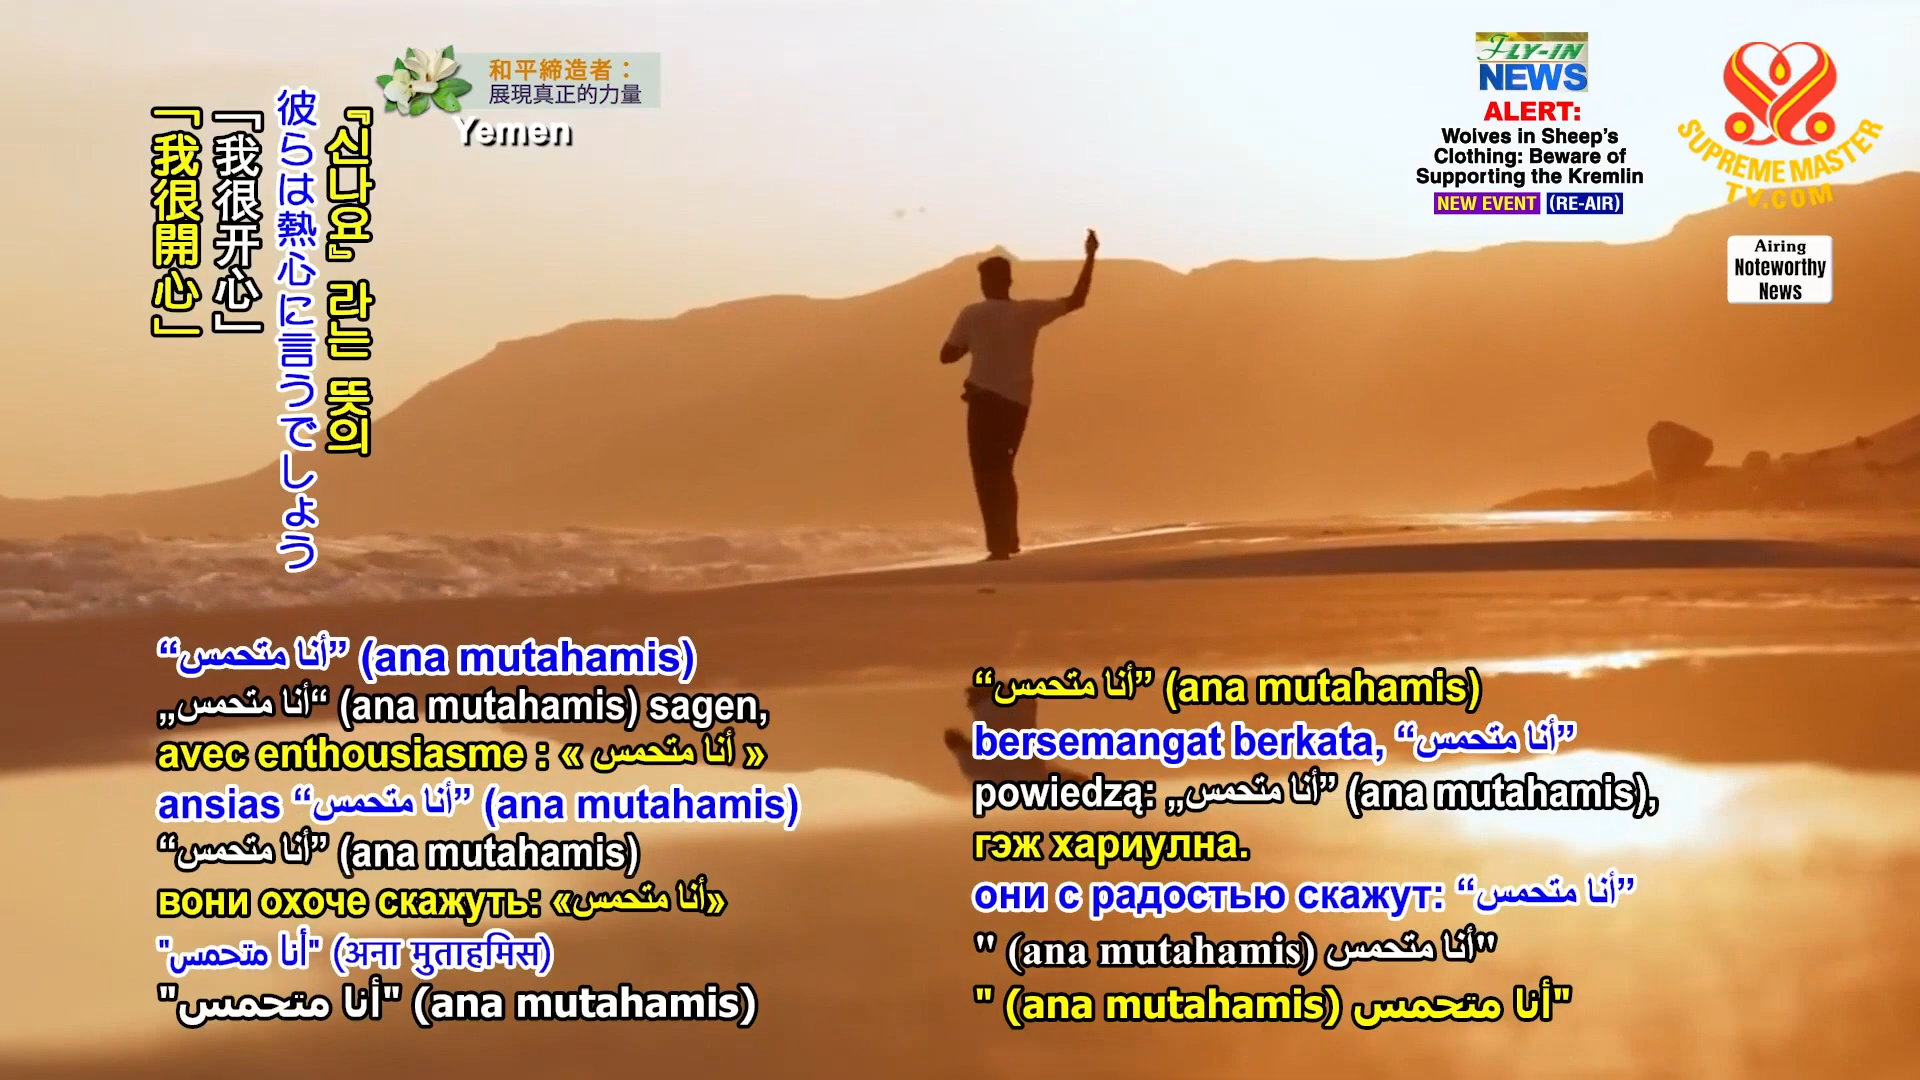 和平締造者：
展現真正的力量
Yemen
FLY-IN
NEWS
ALERT:
Wolves in Sheep's
Clothing: Beware of
Supporting the Kremlin
NEW EVENT (RE-AIR)
SUPREME MASTER
TV.COM
Airing
Noteworthy
News
『신나요』 라는 뜻의
彼らは熱心に言うでしょう
「我很开心」
「我很開心」
“أنا متحمس” (ana mutahamis)
„أنا متحمس“ (ana mutahamis) sagen,
avec enthousiasme : « أنا متحمس »
ansias “أنا متحمس” (ana mutahamis)
“أنا متحمس” (ana mutahamis)
вони охоче скажуть: «أنا متحمس»
"أنا متحمس" (अना मुताहमिस)
"أنا متحمس" (ana mutahamis)
“أنا متحمس” (ana mutahamis)
bersemangat berkata, “أنا متحمس”
powiedzą: „أنا متحمس” (ana mutahamis),
гэж хариулна.
они с радостью скажут: “أنا متحمس”
" (ana mutahamis) أنا متحمس"
" (ana mutahamis) أنا متحمس"